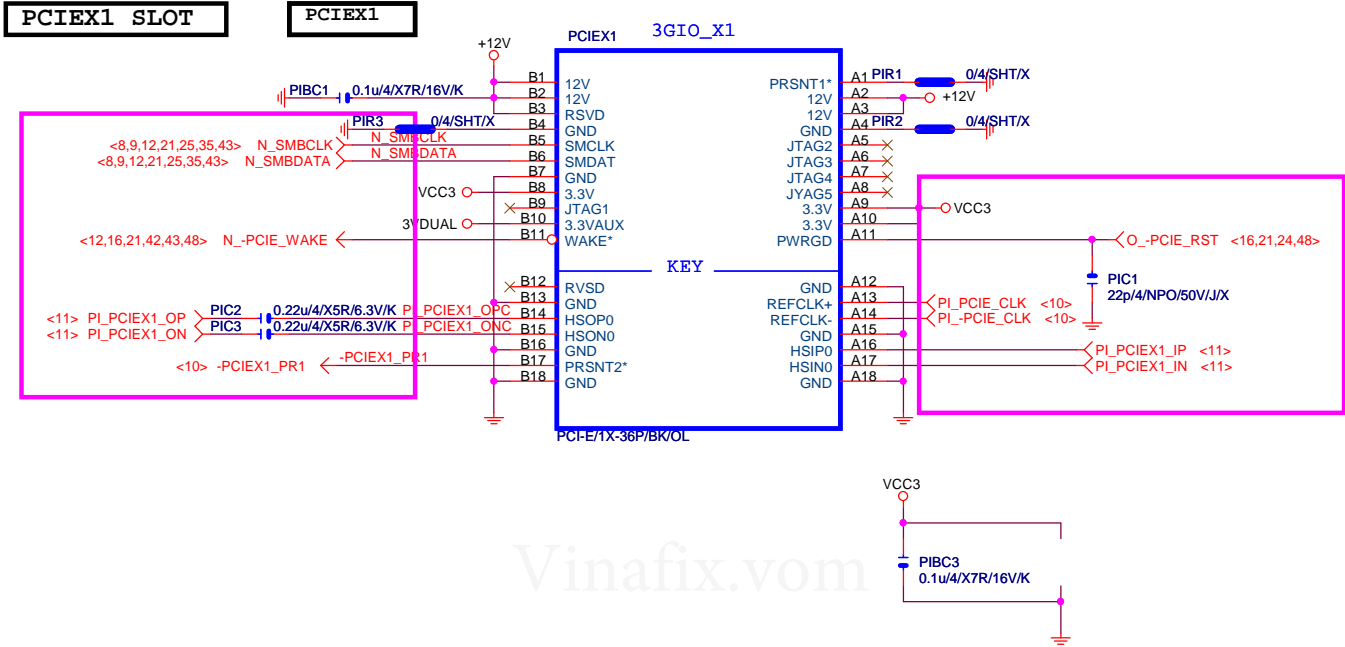 PCIEX1 SLOT
PCIEX1
3GIO_X1
PCIEX1
+12V
PIBC1
0.1u/4/X7R/16V/K
PIR3
0/4/SHT/X
<8,9,12,21,25,35,43> N_SMBCLK
N_SMBCLK
<8,9,12,21,25,35,43> N_SMBDATA
N_SMBDATA
VCC3
3VDUAL
<12,16,21,42,43,48> N_-PCIE_WAKE
<11> PI_PCIEX1_OP
PIC2
0.22u/4/X5R/6.3V/K
PI_PCIEX1_OPC
<11> PI_PCIEX1_ON
PIC3
0.22u/4/X5R/6.3V/K
PI_PCIEX1_ONC
<10> -PCIEX1_PR1
-PCIEX1_PR1
B1 12V
B2 12V
B3 RSVD
B4 GND
B5 SMCLK
B6 SMDAT
B7 GND
B8 3.3V
B9 JTAG1
B10 3.3VAUX
B11 WAKE*
KEY
B12 RVSD
B13 GND
B14 HSOP0
B15 HSON0
B16 GND
B17 PRSNT2*
B18 GND
PRSNT1* A1
12V A2
12V A3
GND A4
JTAG2 A5
JTAG3 A6
JTAG4 A7
JYAG5 A8
3.3V A9
3.3V A10
PWRGD A11
GND A12
REFCLK+ A13
REFCLK- A14
GND A15
HSIP0 A16
HSIN0 A17
GND A18
PIR1
0/4/SHT/X
+12V
PIR2
0/4/SHT/X
VCC3
O_-PCIE_RST <16,21,24,48>
PIC1
22p/4/NPO/50V/J/X
PI_PCIE_CLK <10>
PI_-PCIE_CLK <10>
PI_PCIEX1_IP <11>
PI_PCIEX1_IN <11>
PCI-E/1X-36P/BK/OL
VCC3
PIBC3
0.1u/4/X7R/16V/K
Vinafix.vom